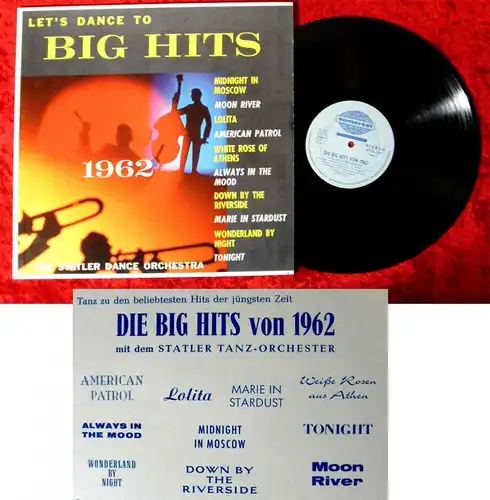 LET'S DANCE TO
BIG HITS
MIDNIGHT IN
MOSCOW
MOON RIVER
LOLITA
AMERICAN PATROL
WHITE ROSE OF
ATHENS
ALWAYS IN THE
MOOD
DOWN BY THE
RIVERSIDE
MARIE IN STARDUST
WONDERLAND BY
NIGHT
TONIGHT
1962
STATLER DANCE ORCHESTRA
somerset
STEREO
DIE BIG HITS VON 1962
Tanz zu den beliebtesten Hits der jüngsten Zeit
DIE BIG HITS von 1962
mit dem STATLER TANZ-ORCHESTER
AMERICAN
PATROL
Lolita
MARIE IN
STARDUST
Weiße Rosen
aus Athen
ALWAYS IN
THE MOOD
MIDNIGHT
IN MOSCOW
TONIGHT
WONDERLAND
BY
NIGHT
DOWN BY
THE
RIVERSIDE
Moon
River